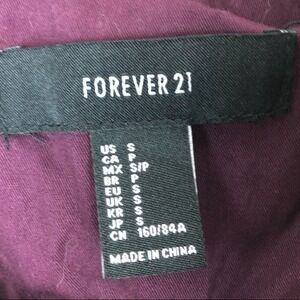 FOREVER 21
US S
CA P
MX S/P
BR P
EU S
UK S
KR S
JP S
CN 160/84A
MADE IN CHINA